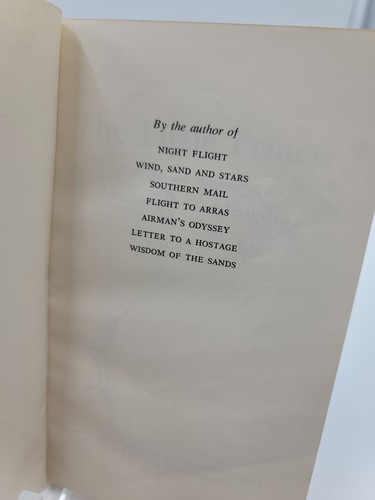 By the author of
NIGHT FLIGHT
WIND, SAND AND STARS
SOUTHERN MAIL
FLIGHT TO ARRAS
AIRMAN'S ODYSSEY
LETTER TO A HOSTAGE
WISDOM OF THE SANDS